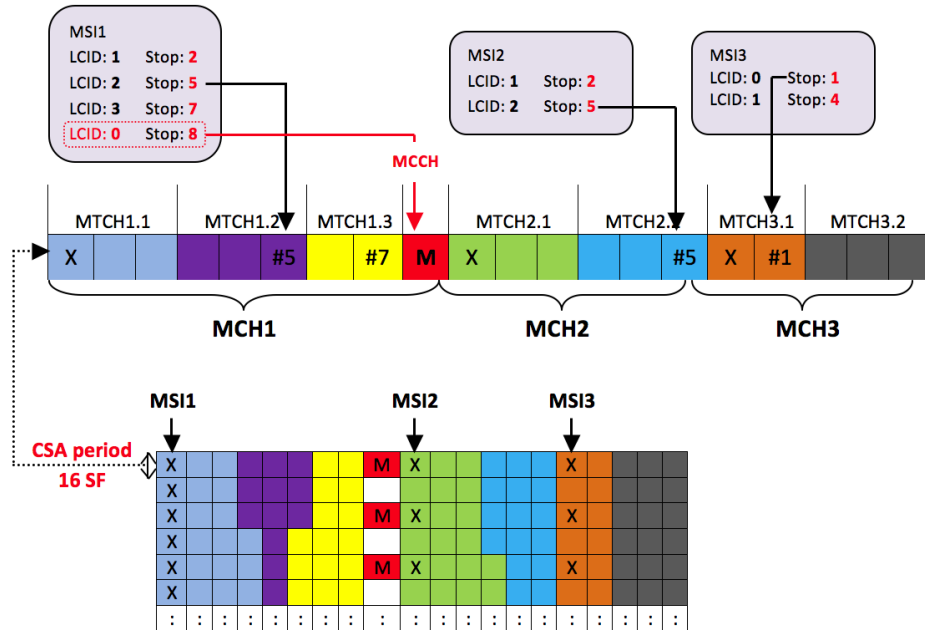 MSI1
LCID: 1 Stop: 2
LCID: 2 Stop: 5
LCID: 3 Stop: 7
LCID: 0 Stop: 8
MSI2
LCID: 1 Stop: 2
LCID: 2 Stop: 5
MSI3
LCID: 0 Stop: 1
LCID: 1 Stop: 4
MCCH
MTCH1.1 MTCH1.2 MTCH1.3 MTCH2.1 MTCH2.2 MTCH3.1 MTCH3.2
X #5 #7 M X #5 X #1
MCH1 MCH2 MCH3
MSI1 MSI2 MSI3
CSA period
16 SF
X M X X
X
X M X X
X
X M X X
X
: : : : : : : : : : : : : : : : : : : :